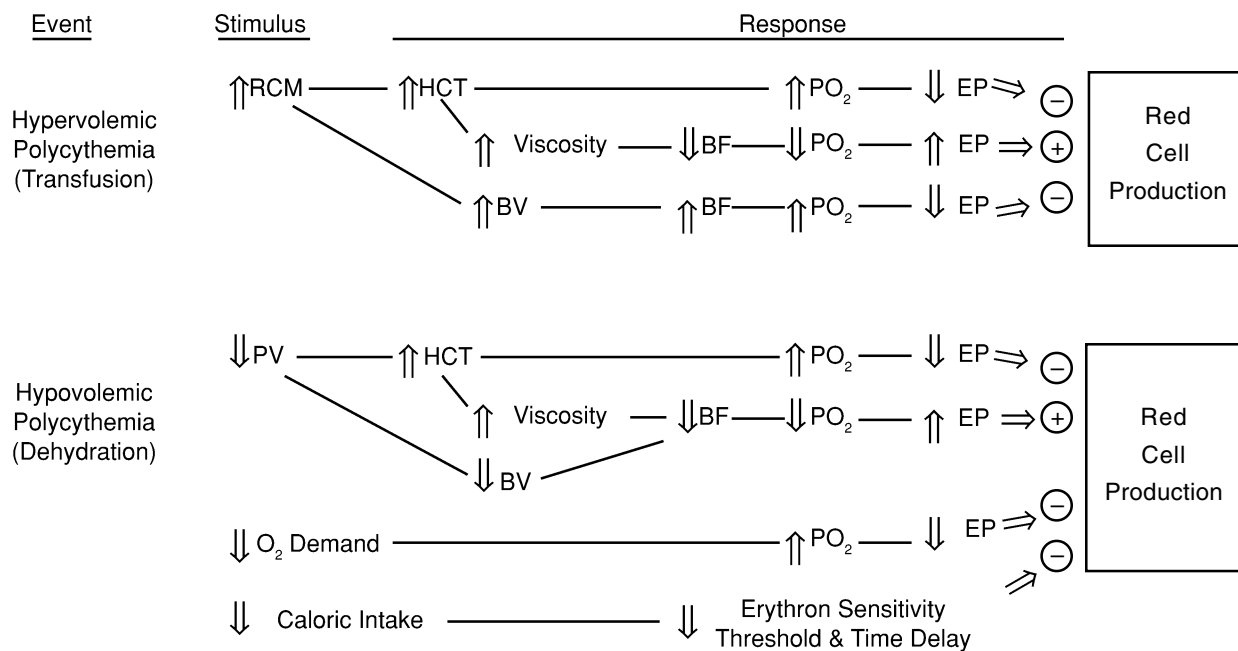 Event Stimulus Response
⇑RCM ⇑HCT ⇑PO₂ ⇓ EP ⇒ −
Hypervolemic
Polycythemia
(Transfusion)
⇑ Viscosity ⇓BF ⇓PO₂ ⇑ EP ⇒ +
⇑BV ⇑BF ⇑PO₂ ⇓ EP ⇒ −
Red
Cell
Production
⇓PV ⇑HCT ⇑PO₂ ⇓ EP ⇒ −
Hypovolemic
Polycythemia
(Dehydration)
⇑ Viscosity ⇓BF ⇓PO₂ ⇑ EP ⇒ +
⇓BV
Red
Cell
Production
⇓O₂ Demand ⇑PO₂ ⇓ EP ⇒ −
⇓ Caloric Intake ⇓ Erythron Sensitivity ⇒ −
Threshold & Time Delay